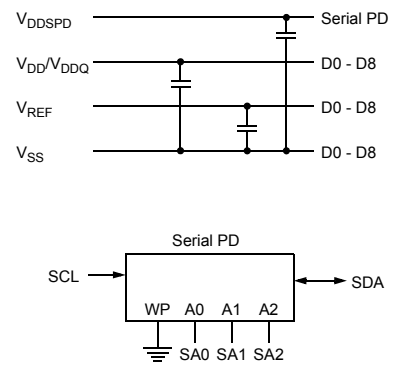 VDDSPD Serial PD
VDD/VDDQ D0 - D8
VREF D0 - D8
VSS D0 - D8
Serial PD
SCL SDA
WP A0 A1 A2
SA0 SA1 SA2